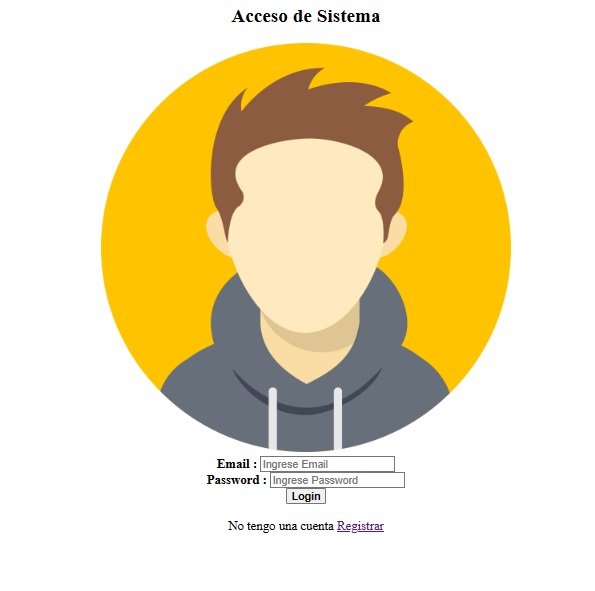 Acceso de Sistema
Email : Ingrese Email
Password : Ingrese Password
Login
No tengo una cuenta Registrar